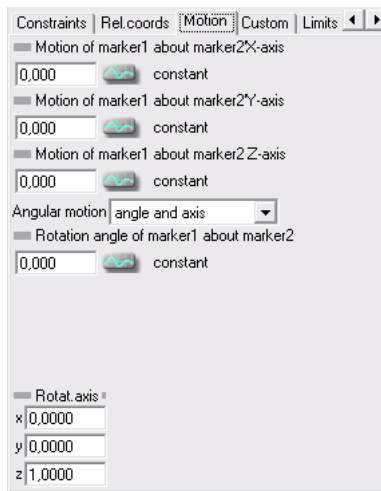 Constraints Rel.coords Motion Custom Limits
Motion of marker1 about marker2'X-axis
0,000 constant
Motion of marker1 about marker2'Y-axis
0,000 constant
Motion of marker1 about marker2 Z-axis
0,000 constant
Angular motion angle and axis
Rotation angle of marker1 about marker2
0,000 constant
Rotat.axis
x 0,0000
y 0,0000
z 1,0000